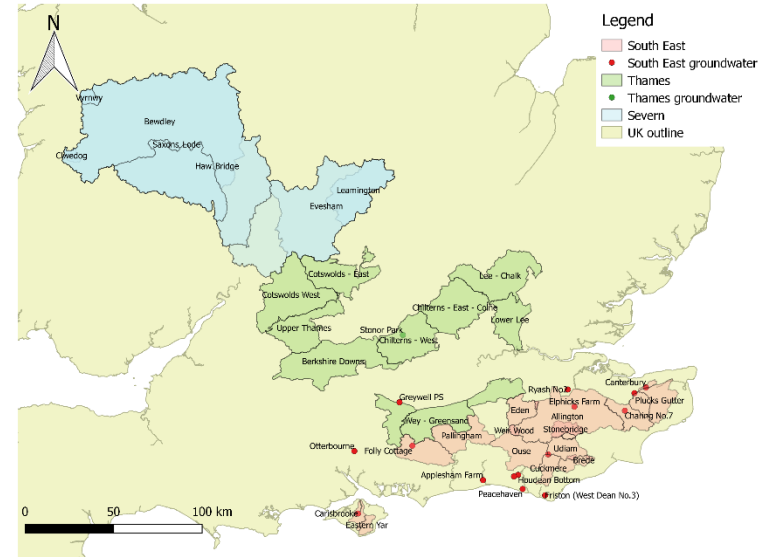 N
Legend
South East
South East groundwater
Thames
Thames groundwater
Severn
UK outline
Vyrnwy
Bewdley
Saxons Lode
Clwedog
Haw Bridge
Leamington
Evesham
Cotswolds - East
Lee - Chalk
Cotswolds West
Chilterns - East - Colne
Lower Lee
Upper Thames
Stonor Park
Chilterns - West
Berkshire Downs
Canterbury
Ryash No2
Greywell PS
Elphicks Farm
Plucks Gutter
Eden
Allington
Charing No.7
Wey - Greensand
Weir Wood
Stonebridge
Pallingham
Otterbourne
Folly Cottage
Ouse
Udiam
Brede
Cuckmere
Applesham Farm
Houdean Bottom
Peacehaven
Friston (West Dean No.3)
Carisbrooke
Eastern Yar
0 50 100 km